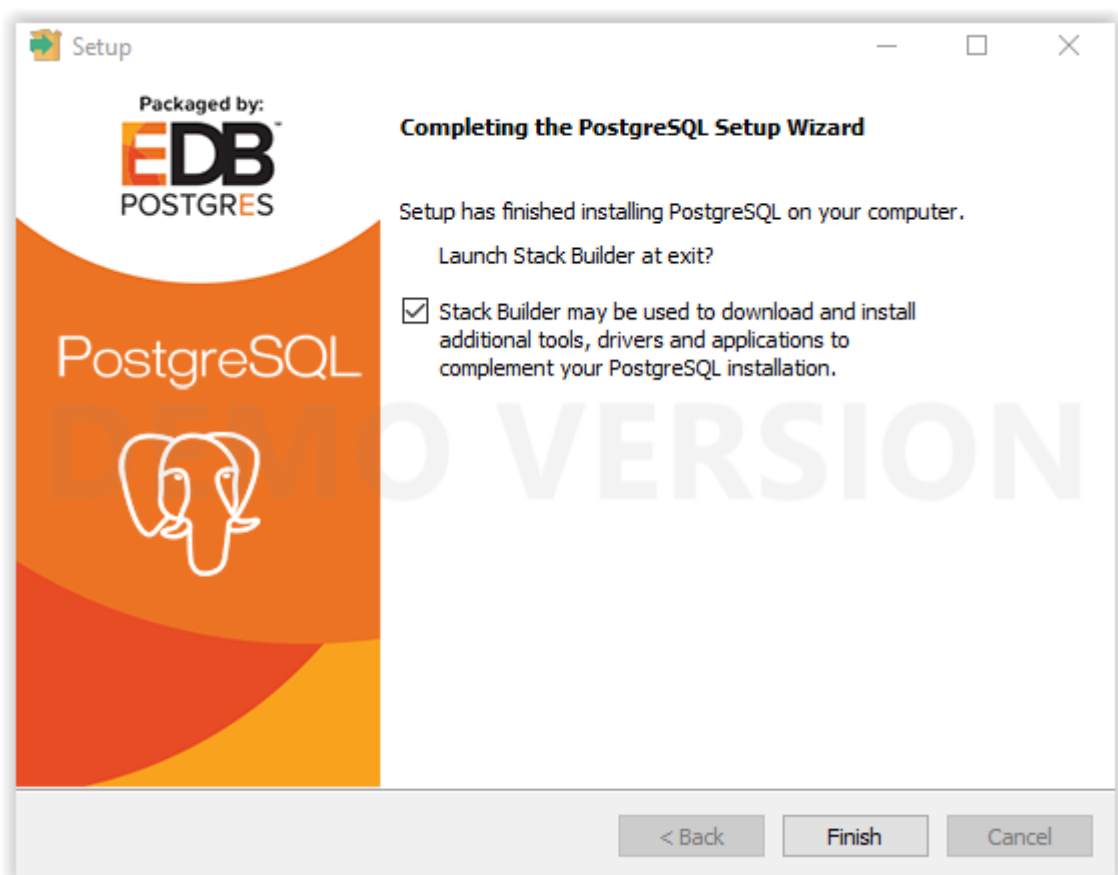 Setup
Packaged by:
EDB™
POSTGRES
PostgreSQL
Completing the PostgreSQL Setup Wizard
Setup has finished installing PostgreSQL on your computer.
Launch Stack Builder at exit?
Stack Builder may be used to download and install
additional tools, drivers and applications to
complement your PostgreSQL installation.
DEMO VERSION
< Back
Finish
Cancel